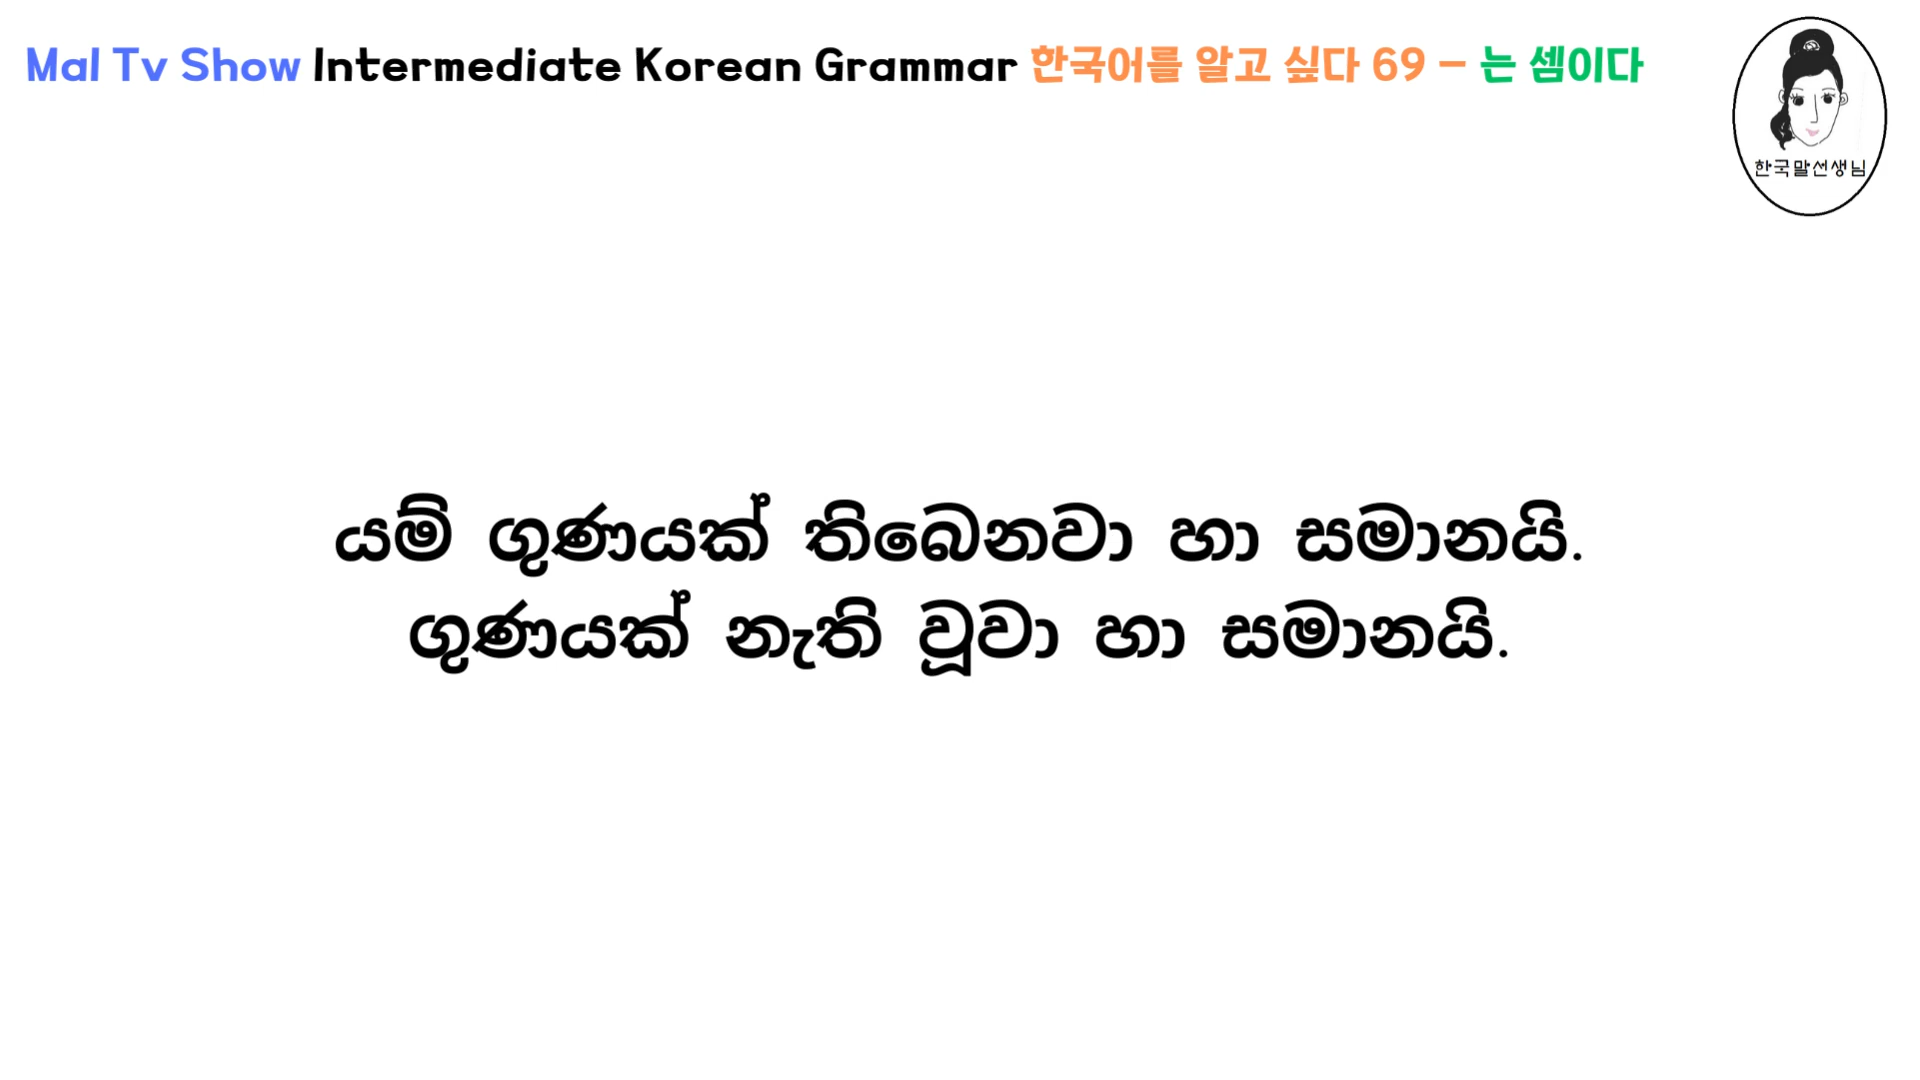 Mal Tv Show Intermediate Korean Grammar 한국어를 알고 싶다 69 - 는 셈이다
한국말선생님
යම් ගුණයක් තිබෙනවා හා සමානයි.
ගුණයක් නැති වූවා හා සමානයි.